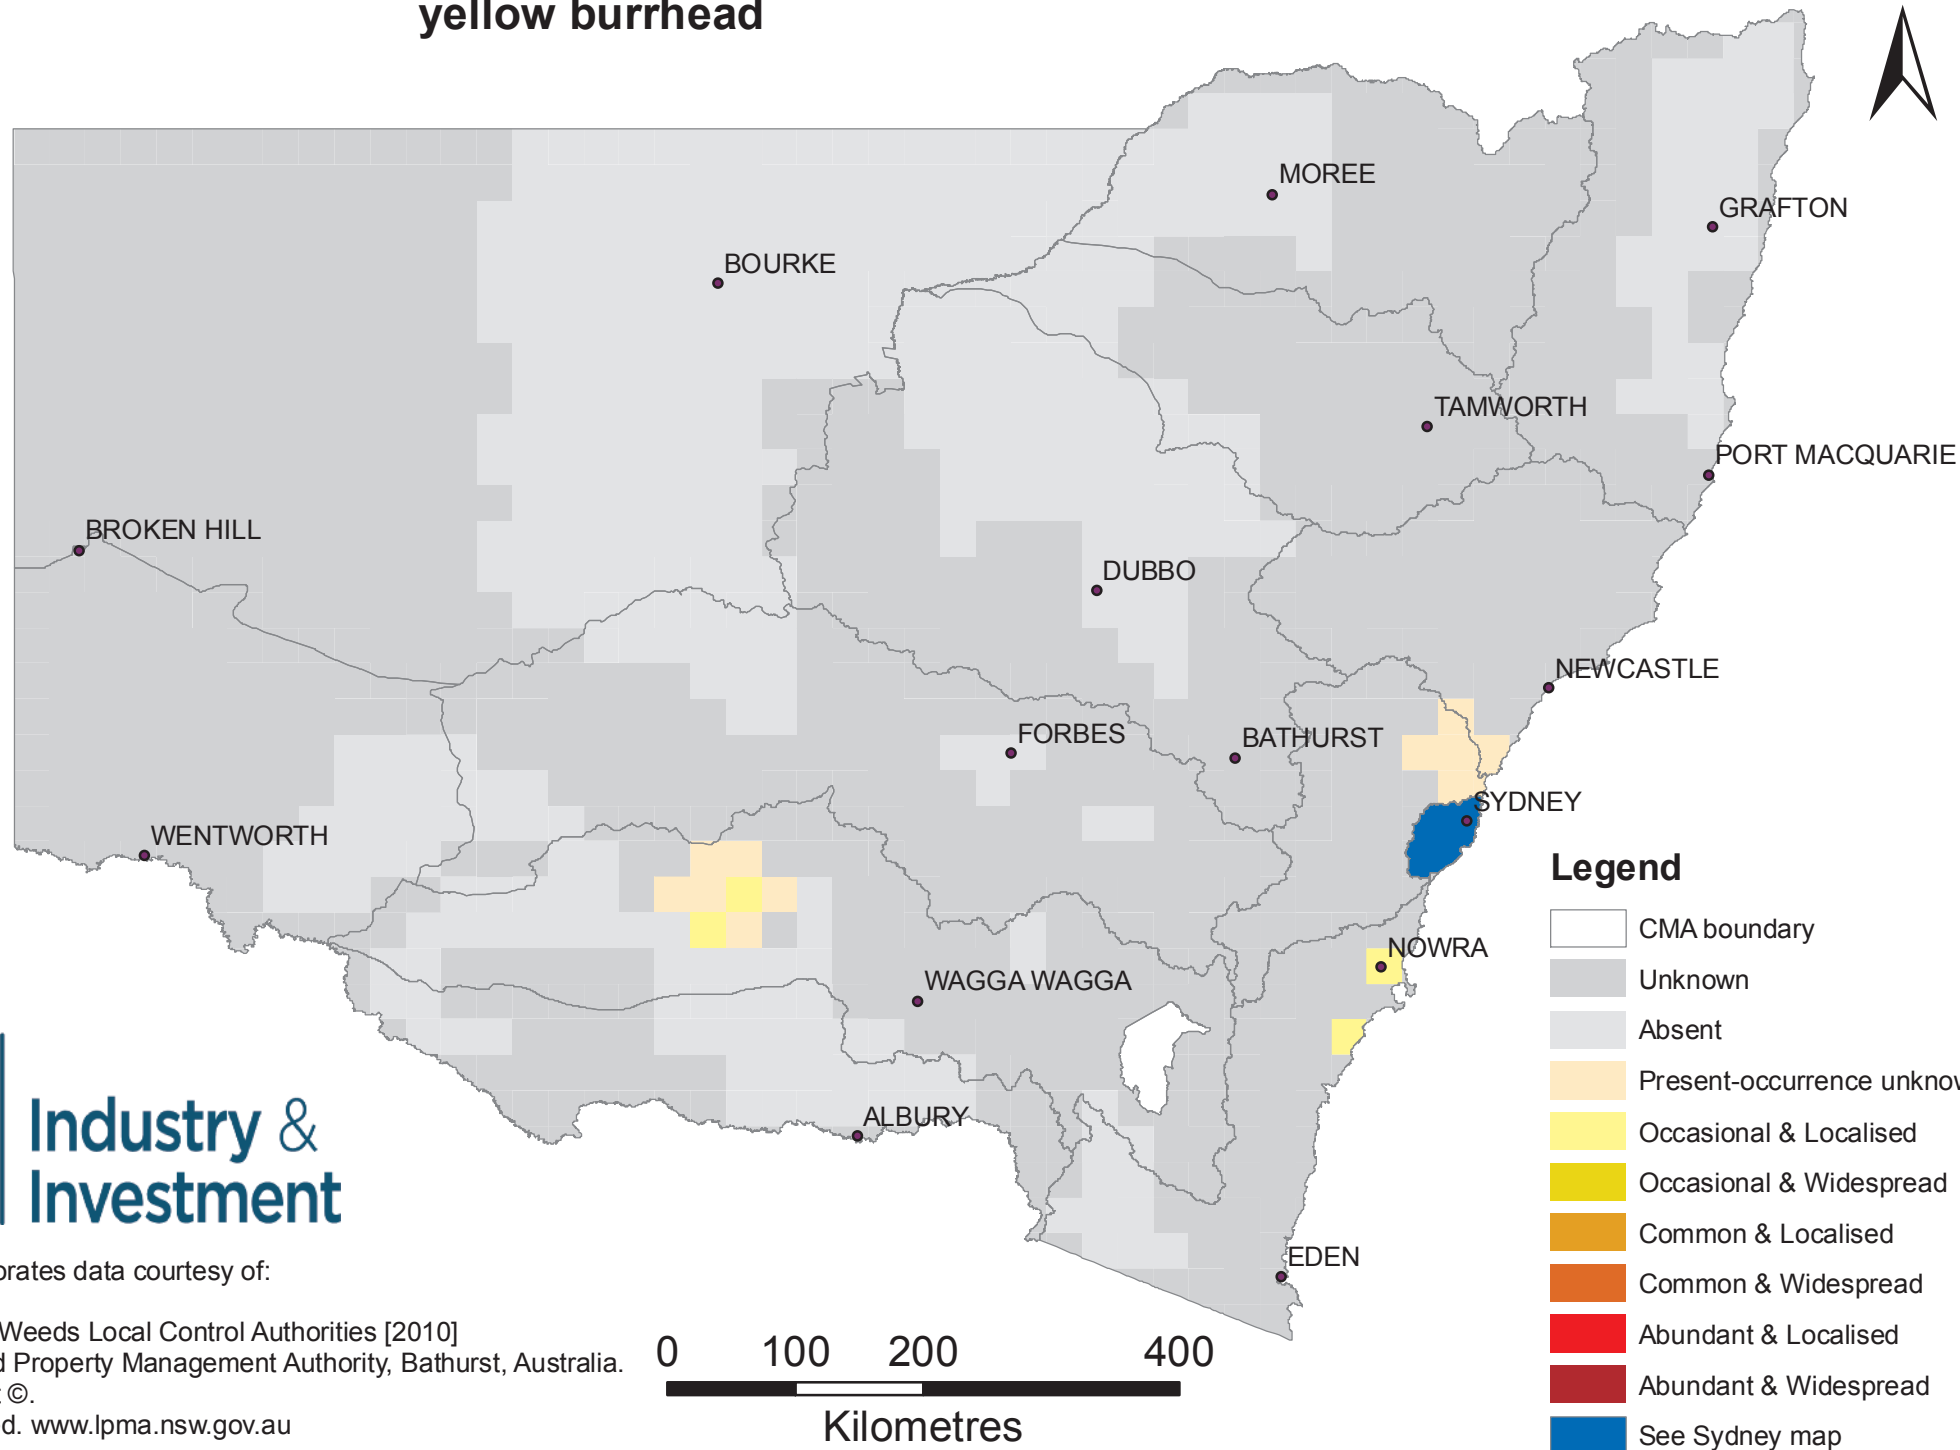 yellow burrhead
MOREE
GRAFTON
BOURKE
TAMWORTH
PORT MACQUARIE
BROKEN HILL
DUBBO
NEWCASTLE
FORBES
BATHURST
SYDNEY
WENTWORTH
NOWRA
WAGGA WAGGA
ALBURY
EDEN
Legend
CMA boundary
Unknown
Absent
Present-occurrence
Occasional & Localised
Occasional & Widespread
Common & Localised
Common & Widespread
Abundant & Localised
Abundant & Widespread
See Sydney map
Industry &
Investment
data courtesy of:
Weeds Local Control Authorities [2010]
Property Management Authority, Bathurst, Australia.
©.
www.lpma.nsw.gov.au
0 100 200 400
Kilometres